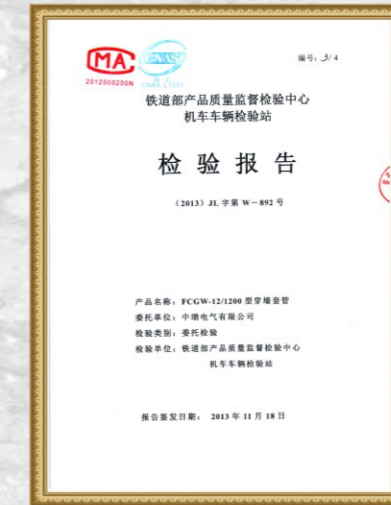 MA
CNAS
编号：3/4
2012000200N
铁道部产品质量监督检验中心
机车车辆检验站
检 验 报 告
（2013）JL 字第 W－892 号
产品名称：FCGW-12/1200 型穿墙套管
委托单位：中瑞电气有限公司
检验类别：委托检验
检验单位：铁道部产品质量监督检验中心
机车车辆检验站
报告签发日期： 2013 年 11 月 18 日